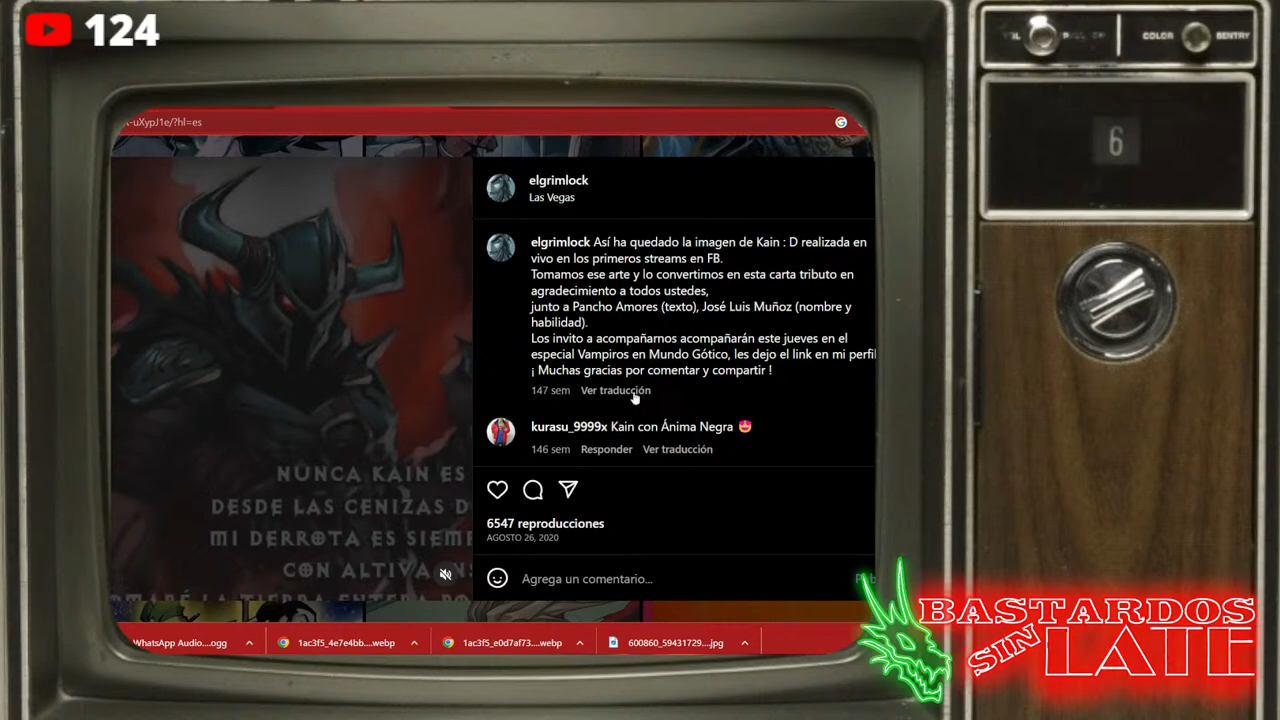 124
VOL
COLOR
6
-uXypJ1e/?hl=es
elgrimlock
Las Vegas
elgrimlock Así ha quedado la imagen de Kain : D realizada en
vivo en los primeros streams en FB.
Tomamos ese arte y lo convertimos en esta carta tributo en
agradecimiento a todos ustedes,
junto a Pancho Amores (texto), José Luis Muñoz (nombre y
habilidad).
Los invito a acompañarnos acompañarán este jueves en el
especial Vampiros en Mundo Gótico, les dejo el link en mi perfil
¡ Muchas gracias por comentar y compartir !
147 sem Ver traducción
kurasu_9999x Kain con Ánima Negra 😍
146 sem Responder Ver traducción
6547 reproducciones
AGOSTO 26, 2020
Agrega un comentario...
NUNCA KAIN ES
DESDE LAS CENIZAS D
MI DERROTA ES SIEM
CON ALTIVA
LA TIERRA ENTERA
WhatsApp Audio....ogg
1ac3f5_4e7e4bb....webp
1ac3f5_e0d7af73....webp
600860_59431729....jpg
BASTARDOS
SIN LATE